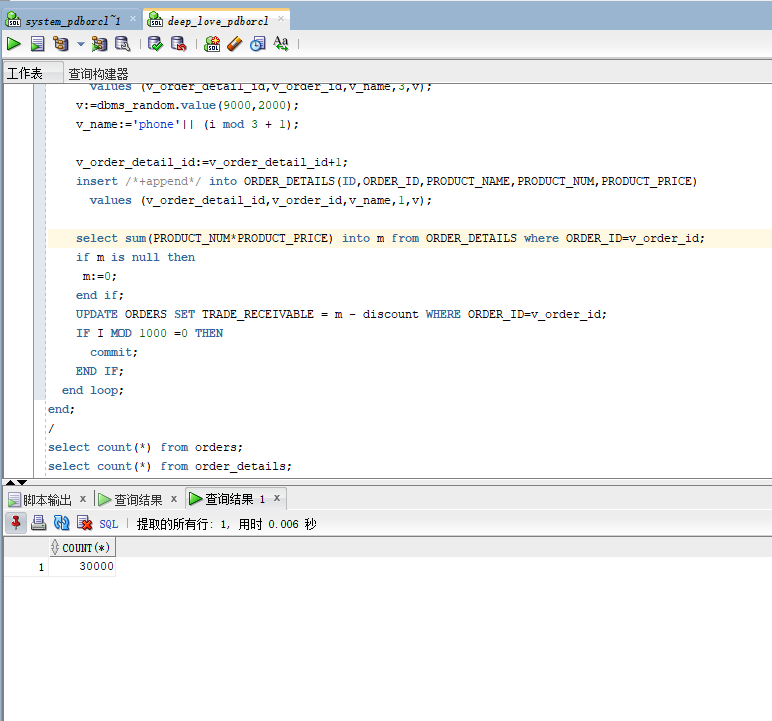 system_pdborcl~1 × deep_love_pdborcl ×
工作表 查询构建器
values (v_order_detail_id,v_order_id,v_name,3,v);
v:=dbms_random.value(9000,2000);
v_name:='phone'|| (i mod 3 + 1);
v_order_detail_id:=v_order_detail_id+1;
insert /*+append*/ into ORDER_DETAILS(ID,ORDER_ID,PRODUCT_NAME,PRODUCT_NUM,PRODUCT_PRICE)
values (v_order_detail_id,v_order_id,v_name,1,v);
select sum(PRODUCT_NUM*PRODUCT_PRICE) into m from ORDER_DETAILS where ORDER_ID=v_order_id;
if m is null then
m:=0;
end if;
UPDATE ORDERS SET TRADE_RECEIVABLE = m - discount WHERE ORDER_ID=v_order_id;
IF I MOD 1000 =0 THEN
commit;
END IF;
end loop;
end;
/
select count(*) from orders;
select count(*) from order_details;
脚本输出 × 查询结果 × 查询结果 1 ×
SQL | 提取的所有行: 1, 用时 0.006 秒
COUNT(*)
1 30000